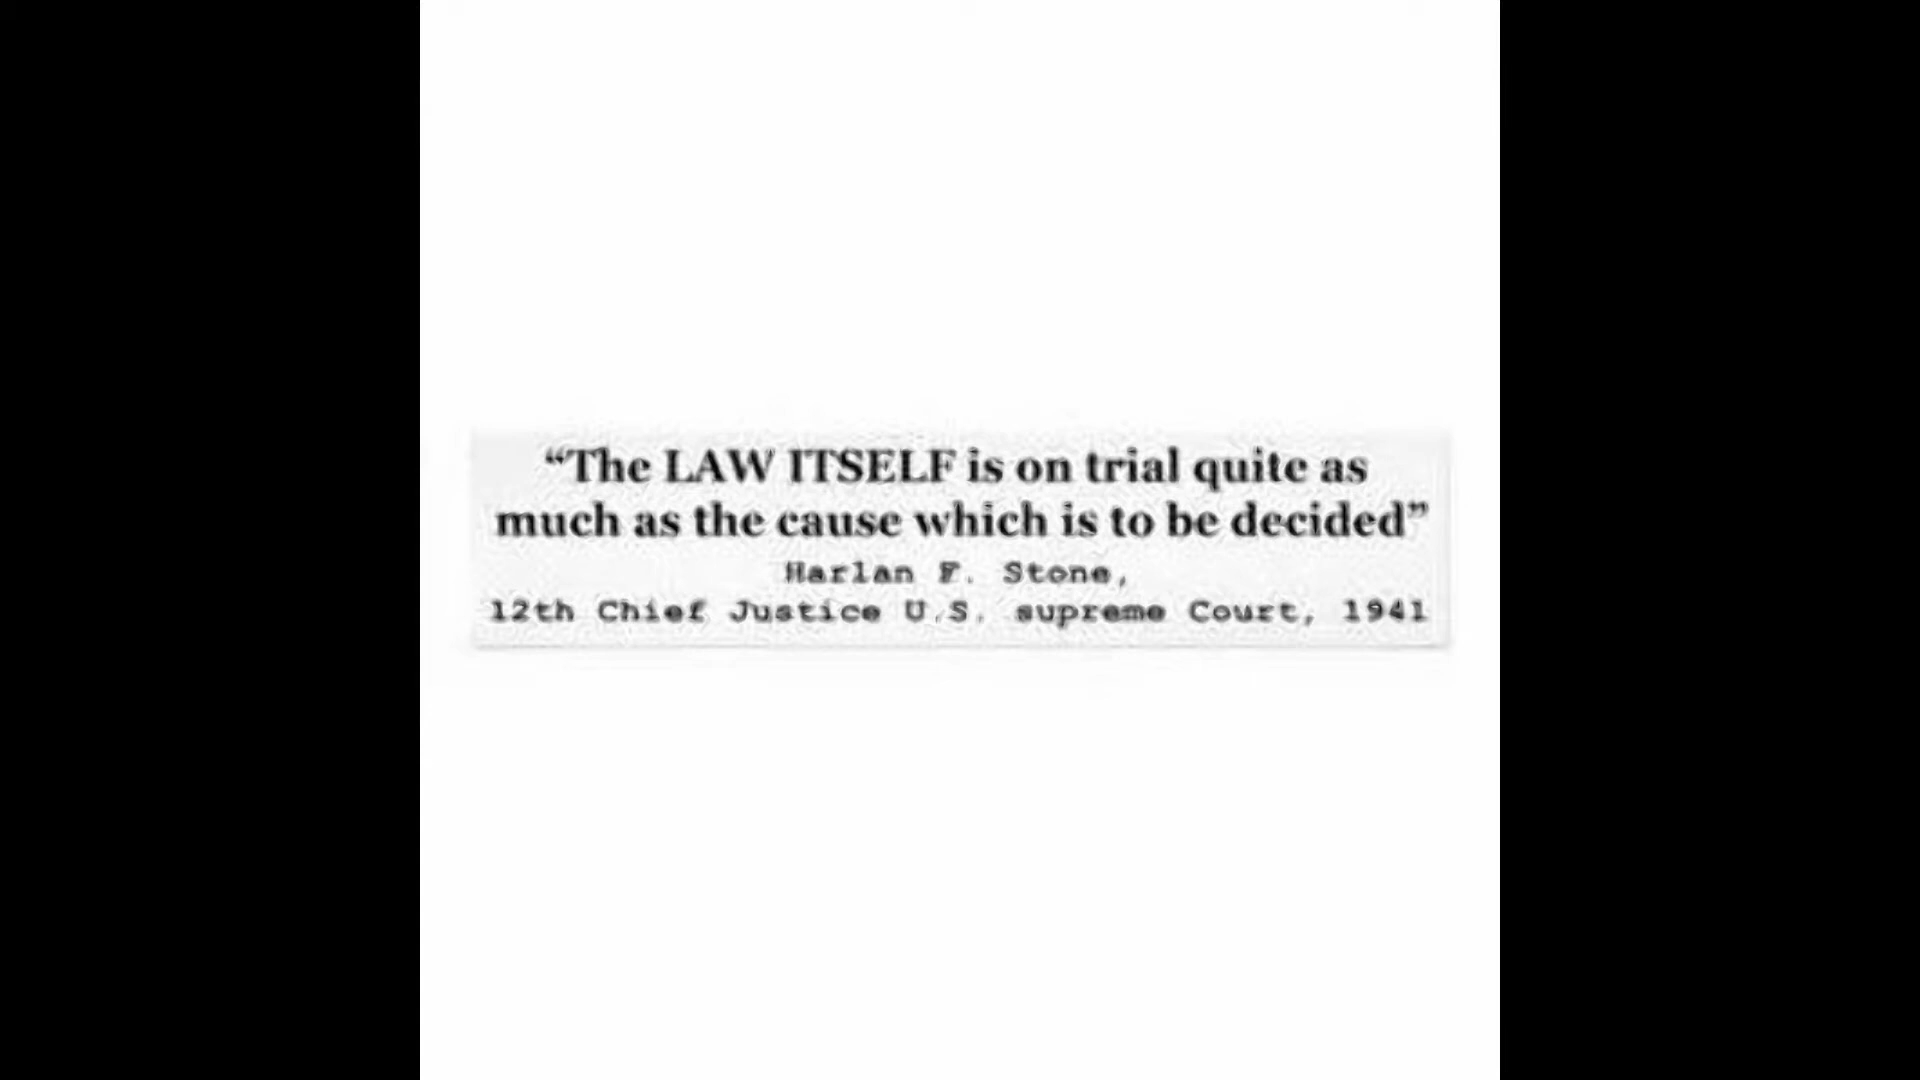 “The LAW ITSELF is on trial quite as
much as the cause which is to be decided”
Harlan F. Stone,
12th Chief Justice U.S. supreme Court, 1941